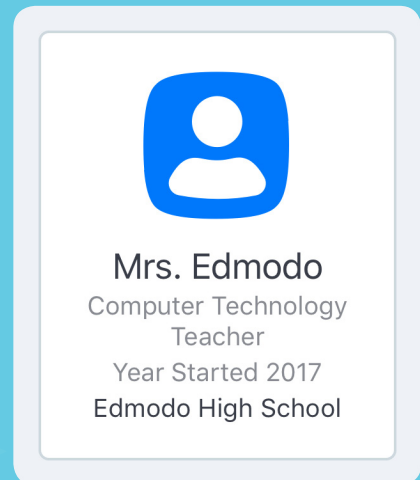 Mrs. Edmodo
Computer Technology
Teacher
Year Started 2017
Edmodo High School